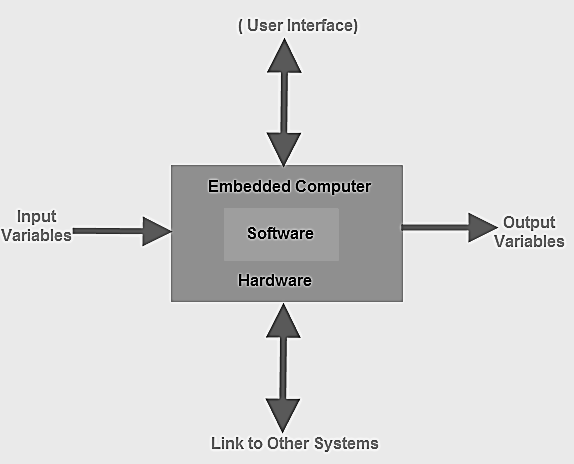 ( User Interface)
Embedded Computer
Input
Variables
Software
Output
Variables
Hardware
Link to Other Systems